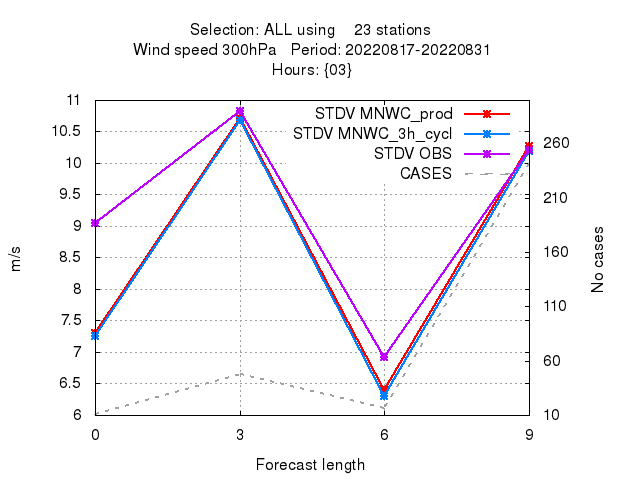 Selection: ALL using 23 stations
Wind speed 300hPa Period: 20220817-20220831
Hours: {03}
STDV MNWC_prod
STDV MNWC_3h_cycl
STDV OBS
CASES
11
10.5
10
9.5
9
8.5
8
7.5
7
6.5
6
m/s
260
210
160
110
60
10
No cases
0 3 6 9
Forecast length